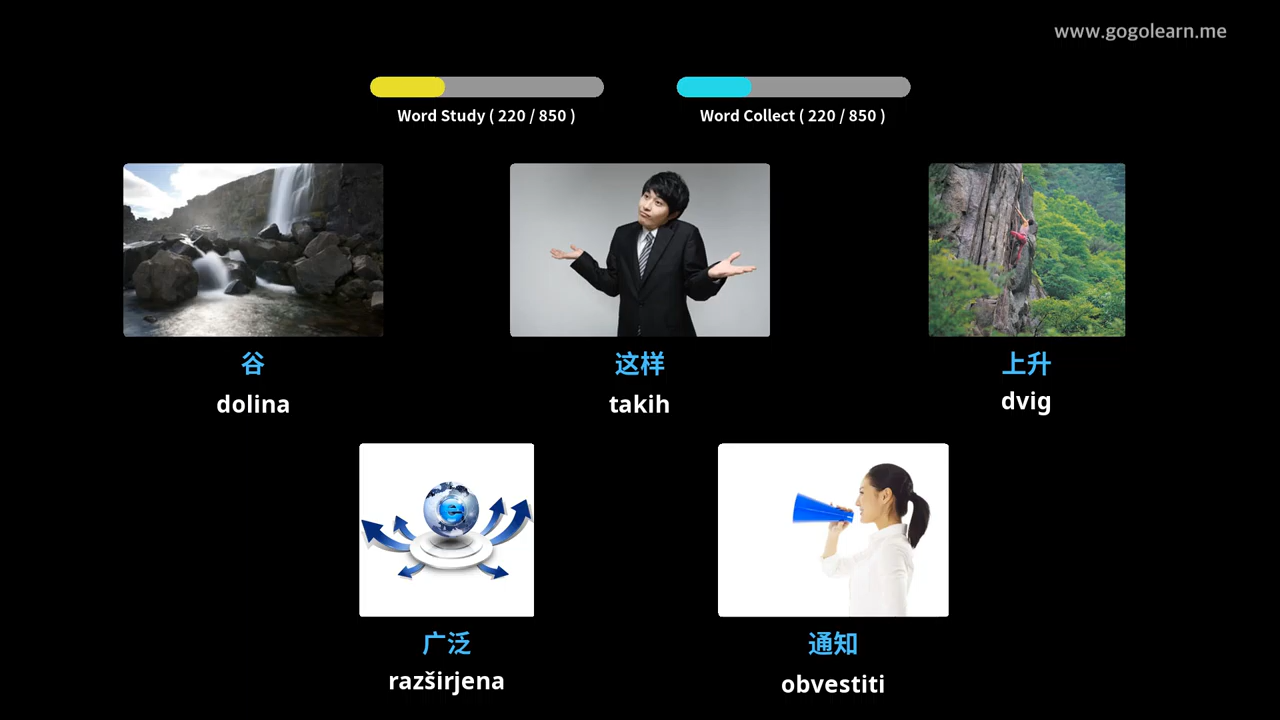 www.gogolearn.me
Word Study ( 220 / 850 )
Word Collect ( 220 / 850 )
谷
dolina
这样
takih
上升
dvig
e
广泛
razširjena
通知
obvestiti